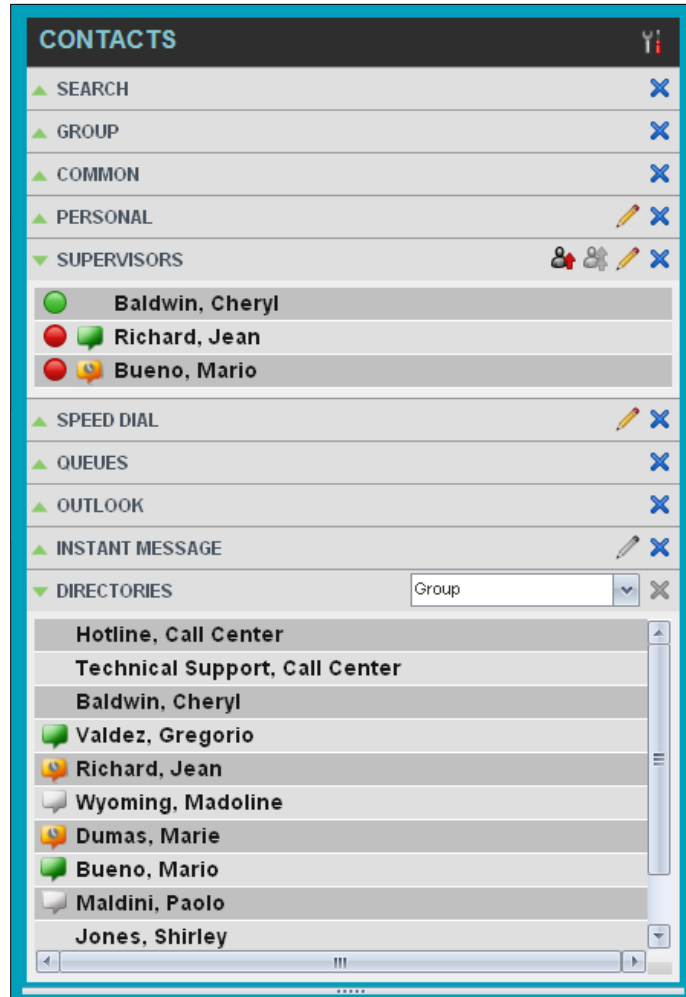 CONTACTS
SEARCH
GROUP
COMMON
PERSONAL
SUPERVISORS
Baldwin, Cheryl
Richard, Jean
Bueno, Mario
SPEED DIAL
QUEUES
OUTLOOK
INSTANT MESSAGE
DIRECTORIES Group
Hotline, Call Center
Technical Support, Call Center
Baldwin, Cheryl
Valdez, Gregorio
Richard, Jean
Wyoming, Madoline
Dumas, Marie
Bueno, Mario
Maldini, Paolo
Jones, Shirley